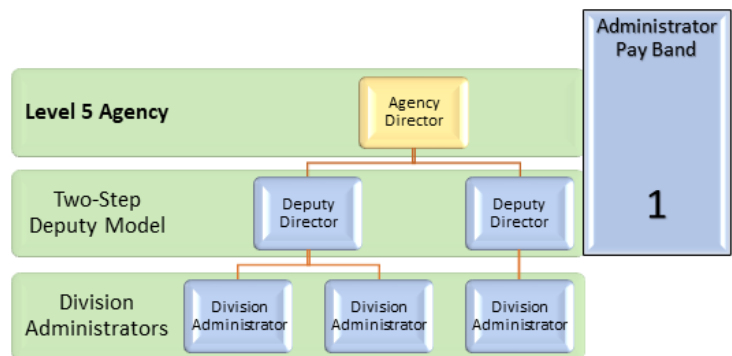 Administrator
Pay Band
Level 5 Agency
Agency
Director
Two-Step
Deputy Model
Deputy
Director
Deputy
Director
1
Division
Administrators
Division
Administrator
Division
Administrator
Division
Administrator